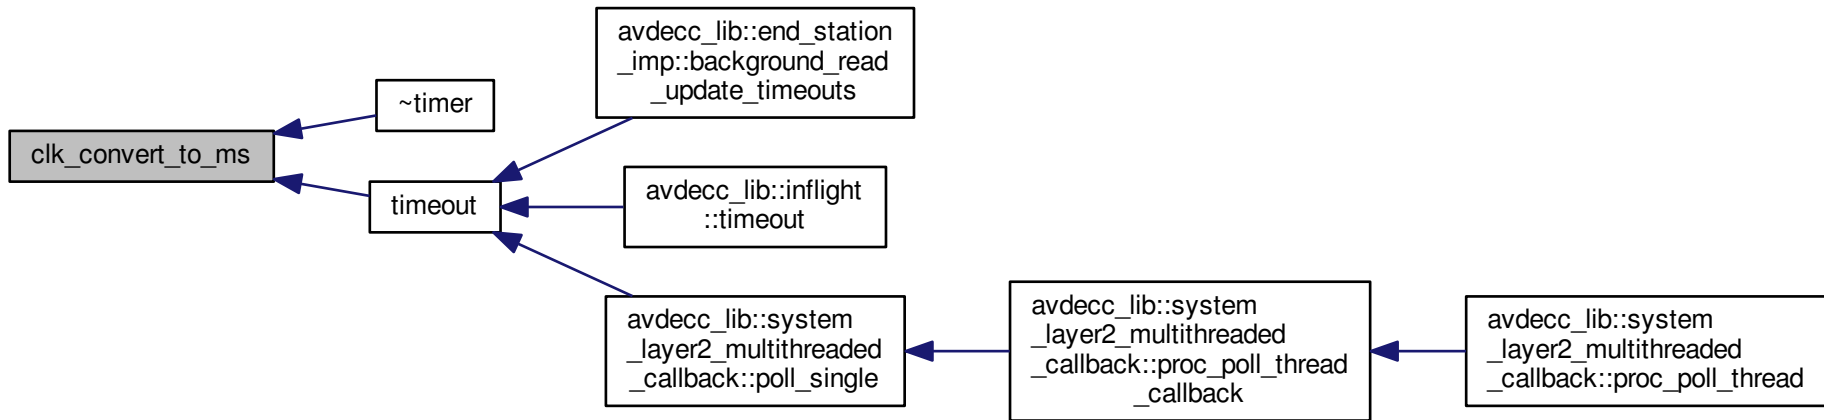 clk_convert_to_ms
~timer
timeout
avdecc_lib::end_station
_imp::background_read
_update_timeouts
avdecc_lib::inflight
::timeout
avdecc_lib::system
_layer2_multithreaded
_callback::poll_single
avdecc_lib::system
_layer2_multithreaded
_callback::proc_poll_thread
_callback
avdecc_lib::system
_layer2_multithreaded
_callback::proc_poll_thread